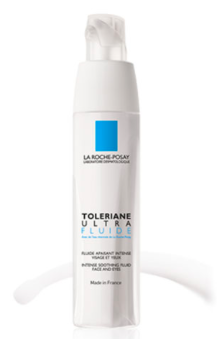 LA ROCHE-POSAY
LABORATOIRE DERMATOLOGIQUE
TOLERIANE
ULTRA
FLUIDE
FLUIDE APAISANT INTENSE
VISAGE ET YEUX
INTENSE SOOTHING FLUID
FACE AND EYES
Made in France